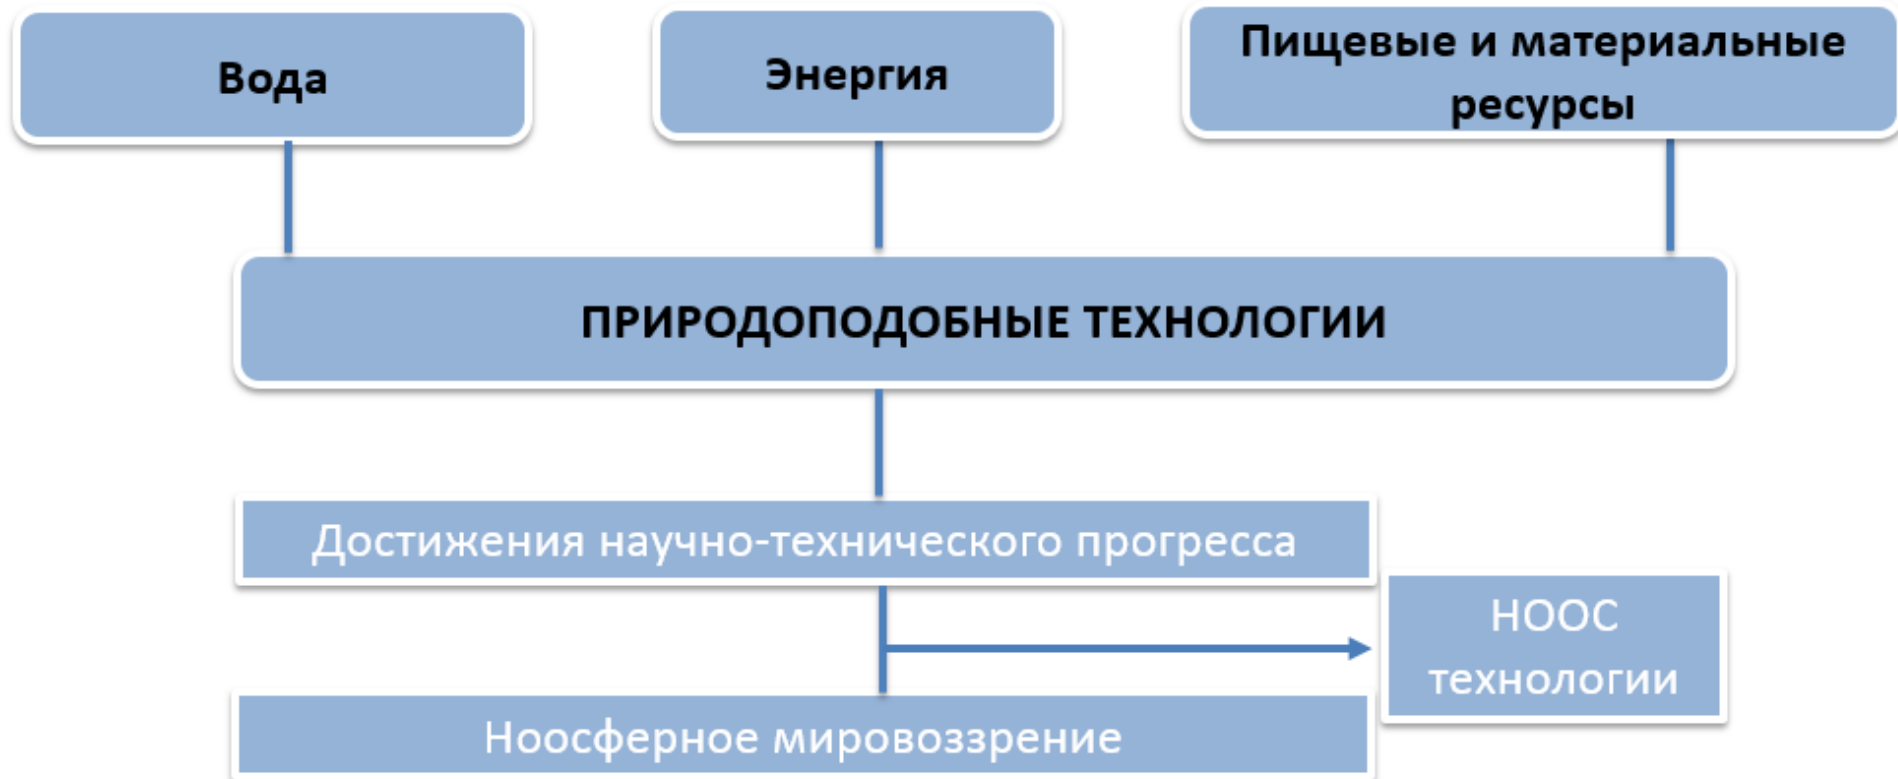 Вода
Энергия
Пищевые и материальные
ресурсы
ПРИРОДОПОДОБНЫЕ ТЕХНОЛОГИИ
Достижения научно-технического прогресса
НООС
технологии
Ноосферное мировоззрение